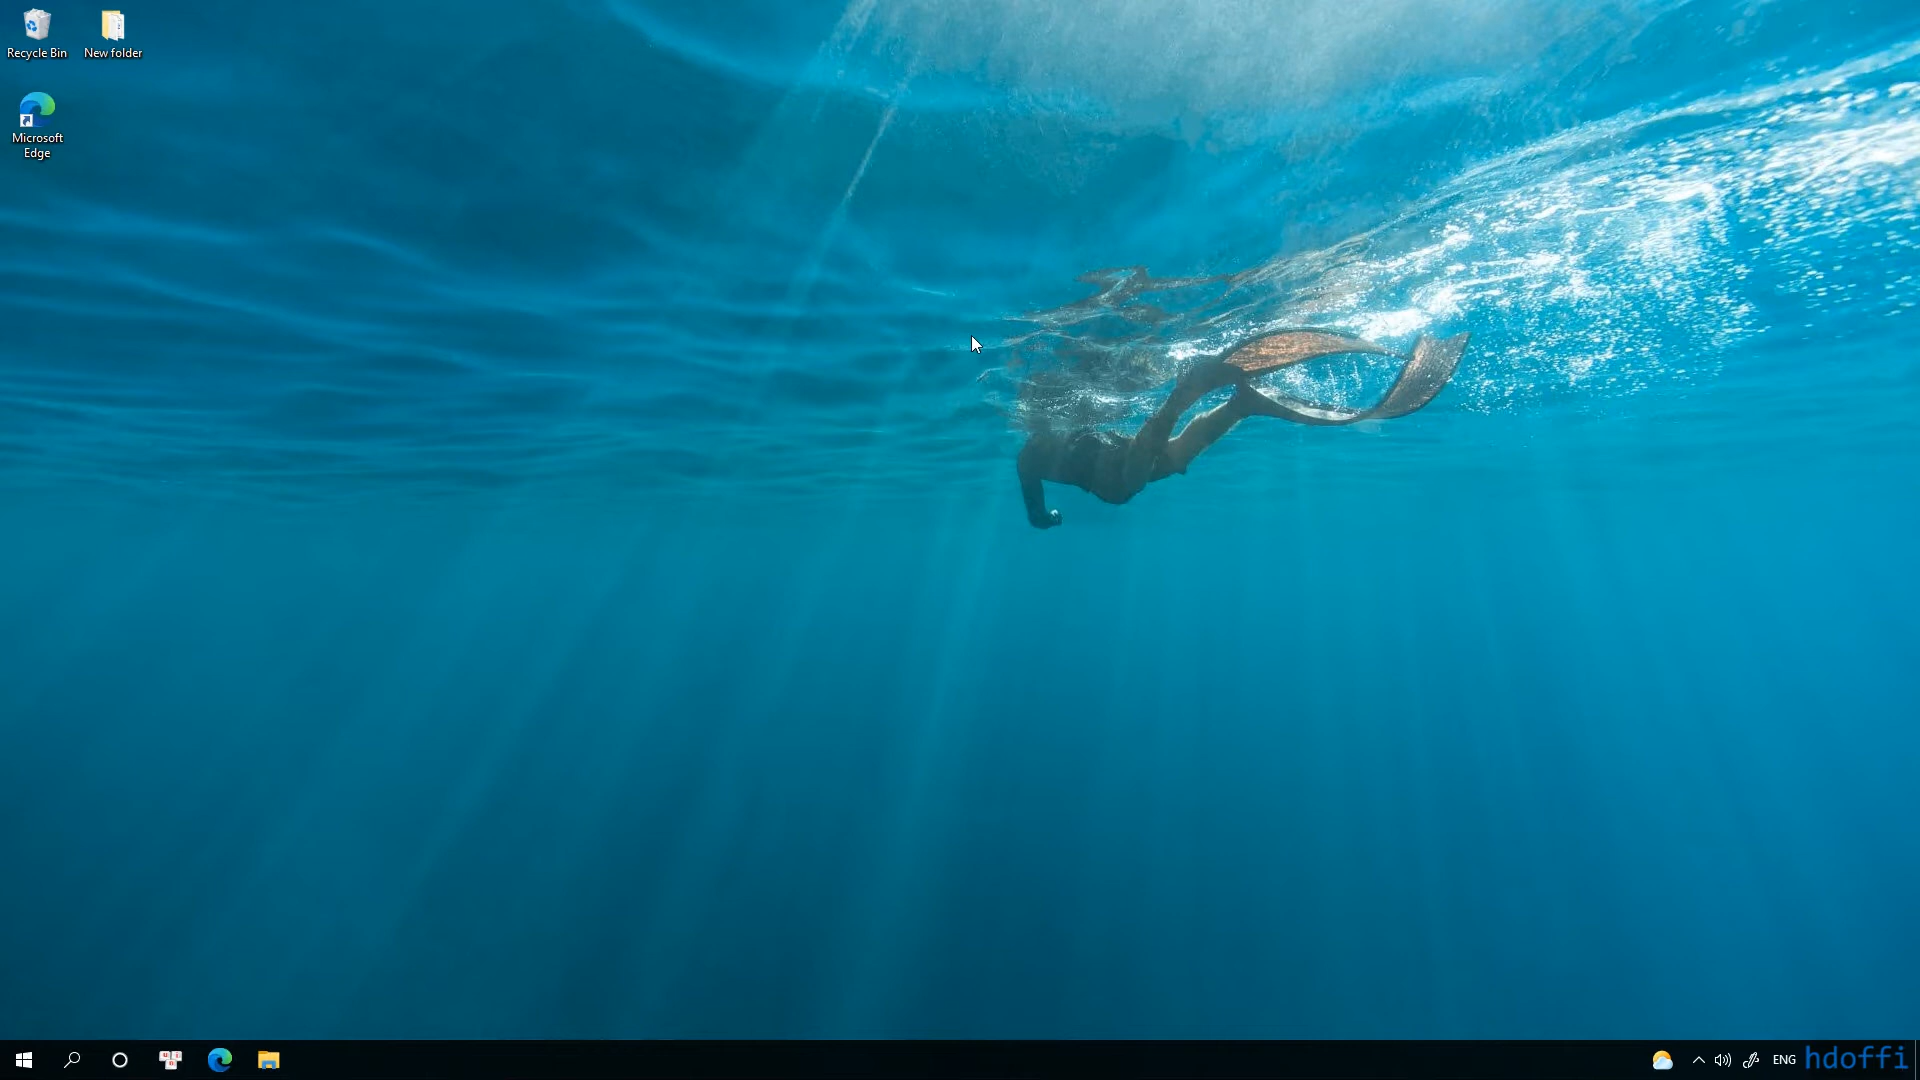 Recycle Bin
New folder
Microsoft
Edge
ENG
hdoffi